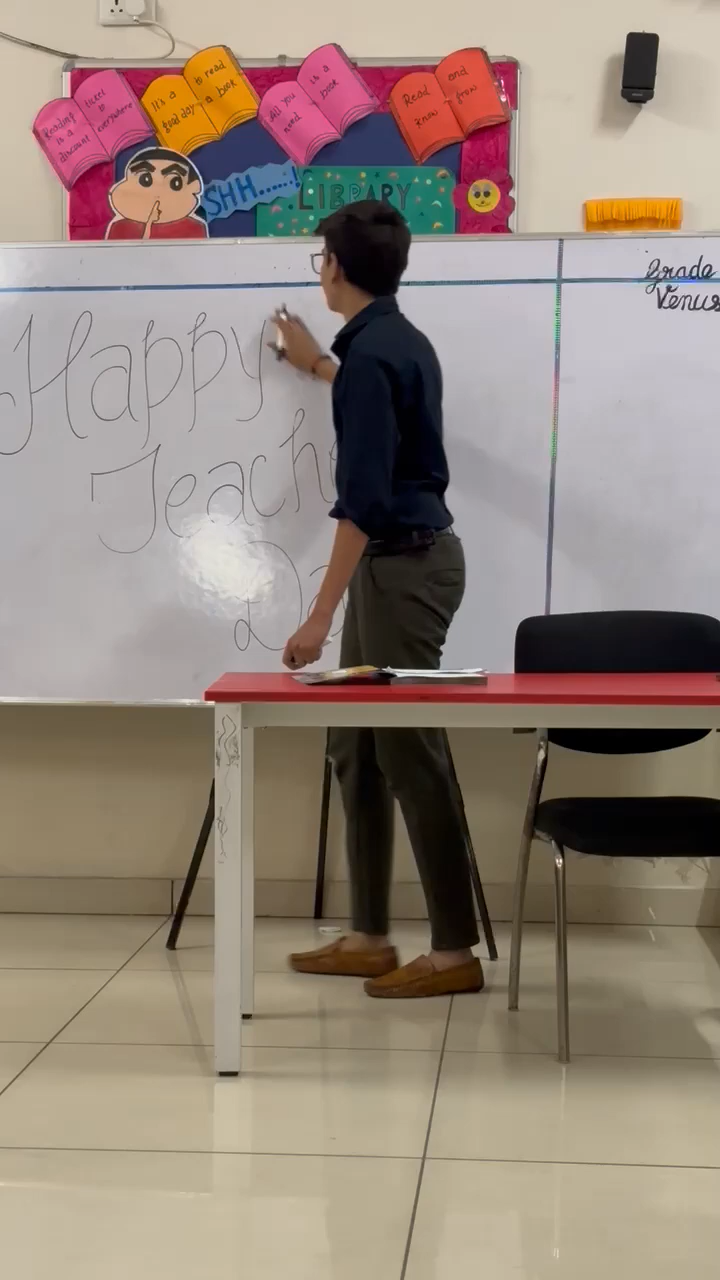 Reading is a discount ticket to everywhere
It's a good day to read a book
All you need is a book
Read know and grow
SHH.....!
LIBRARY
Grade
Venus
Happy
Teache
Da